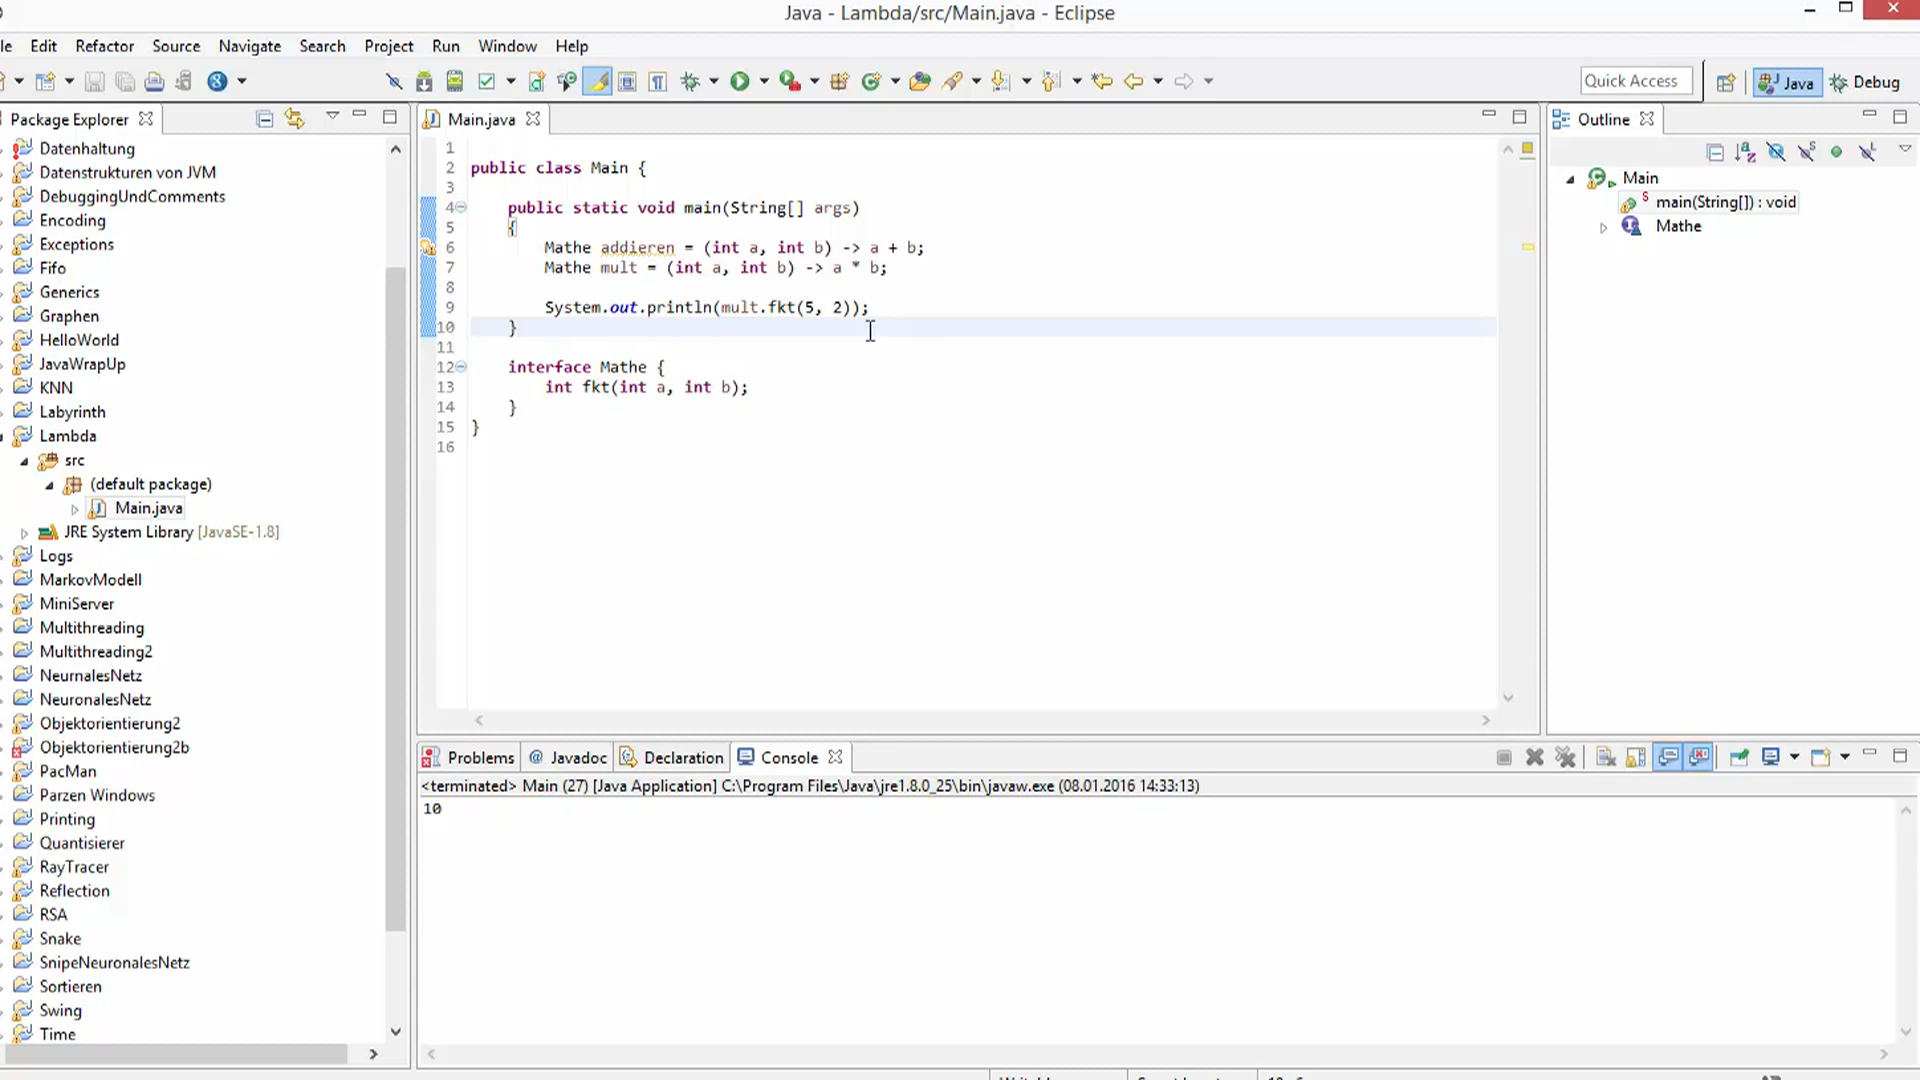 Java - Lambda/src/Main.java - Eclipse
le Edit Refactor Source Navigate Search Project Run Window Help
Quick Access
Java
Debug
Package Explorer
Datenhaltung
Datenstrukturen von JVM
DebuggingUndComments
Encoding
Exceptions
Fifo
Generics
Graphen
HelloWorld
JavaWrapUp
KNN
Labyrinth
Lambda
src
(default package)
Main.java
JRE System Library [JavaSE-1.8]
Logs
MarkovModell
MiniServer
Multithreading
Multithreading2
NeurnalesNetz
NeuronalesNetz
Objektorientierung2
Objektorientierung2b
PacMan
Parzen Windows
Printing
Quantisierer
RayTracer
Reflection
RSA
Snake
SnipeNeuronalesNetz
Sortieren
Swing
Time
Main.java
1
2 public class Main {
3
4 public static void main(String[] args)
5 {
6 Mathe addieren = (int a, int b) -> a + b;
7 Mathe mult = (int a, int b) -> a * b;
8
9 System.out.println(mult.fkt(5, 2));
10 }
11
12 interface Mathe {
13 int fkt(int a, int b);
14 }
15 }
16
Outline
Main
main(String[]) : void
Mathe
Problems @ Javadoc Declaration Console
<terminated> Main (27) [Java Application] C:\Program Files\Java\jre1.8.0_25\bin\javaw.exe (08.01.2016 14:33:13)
10